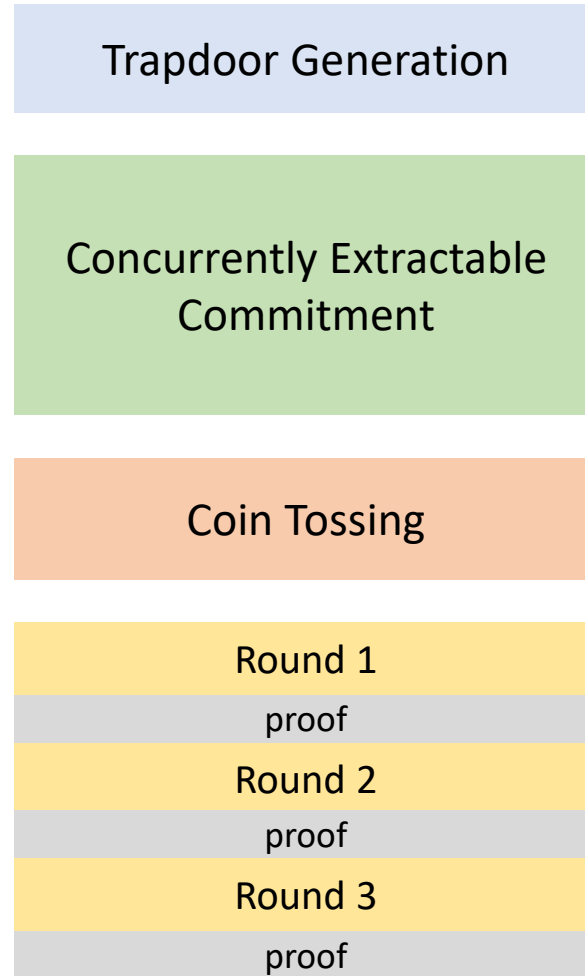 Trapdoor Generation
Concurrently Extractable
Commitment
Coin Tossing
Round 1
proof
Round 2
proof
Round 3
proof